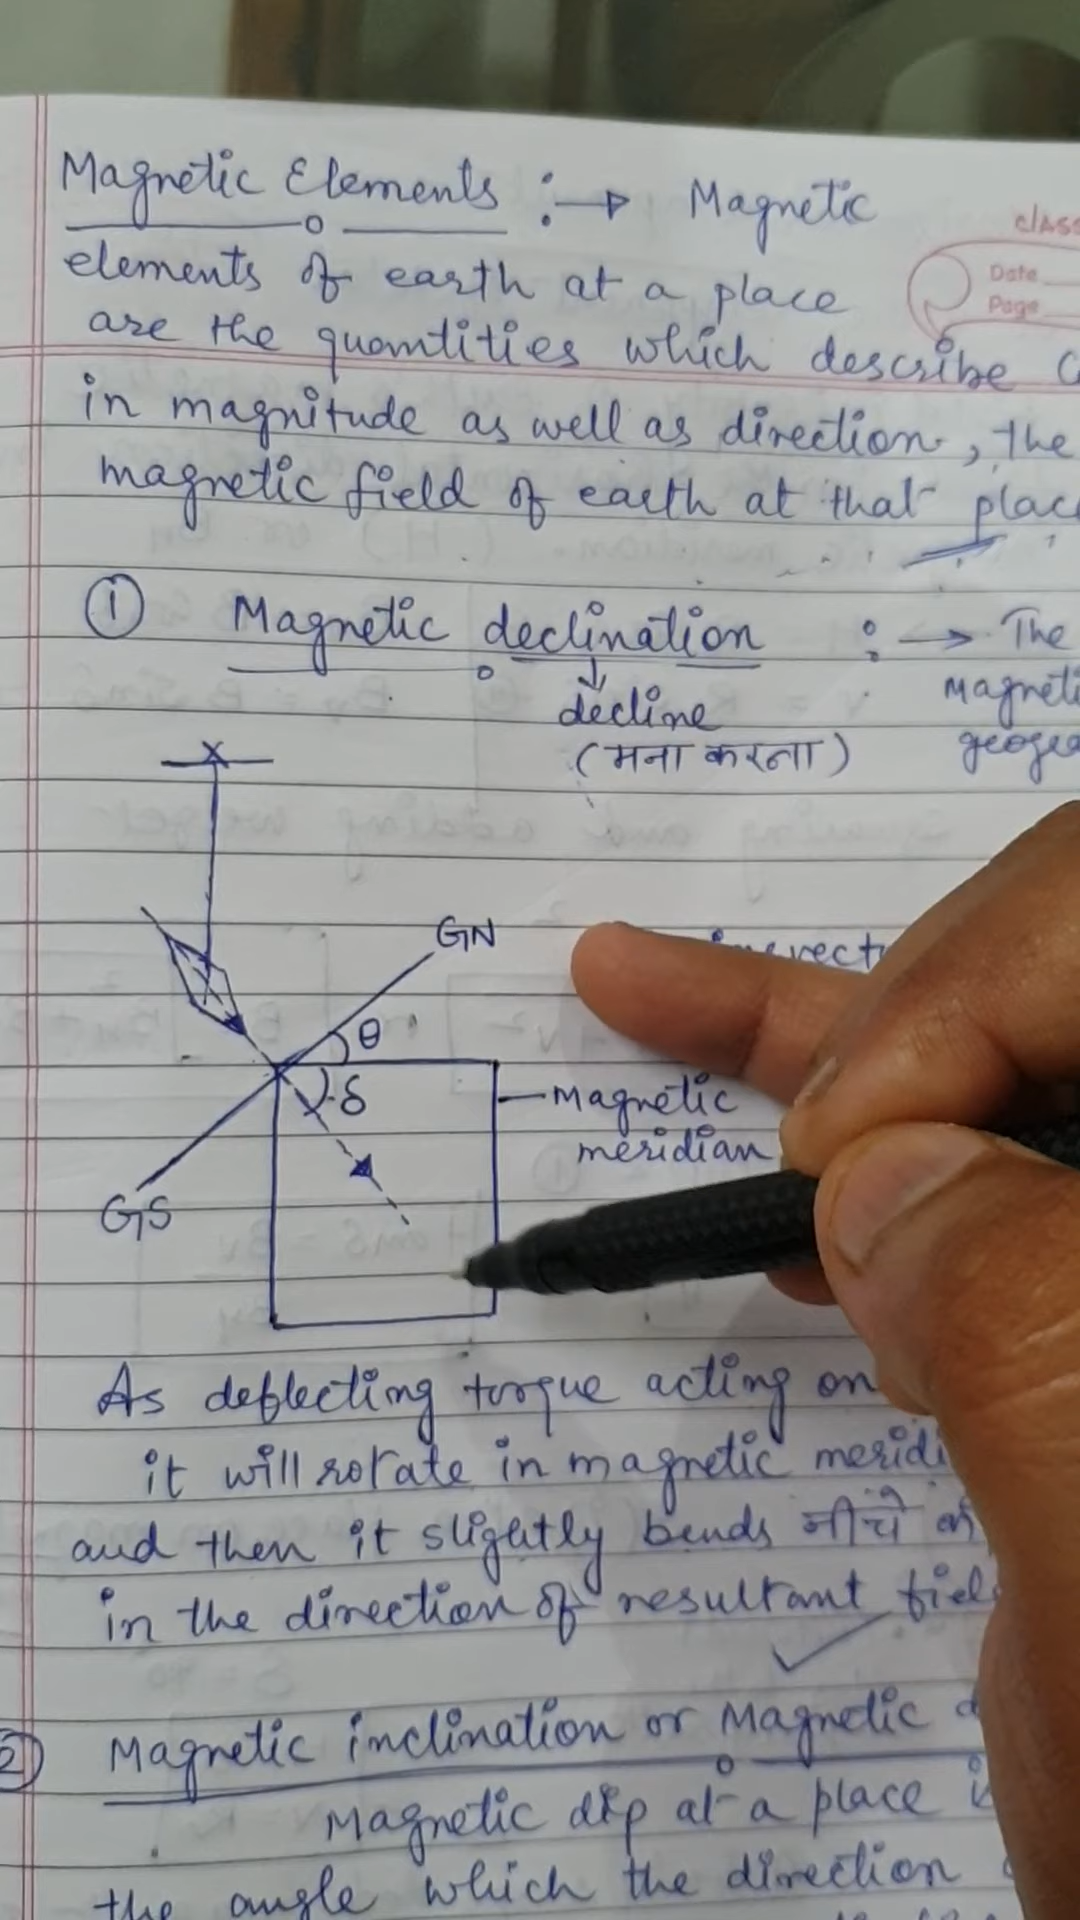 Magnetic Elements :→ Magnetic
elements of earth at a place
class
Date
Page
are the quantities which describe
in magnitude as well as direction, the
magnetic field of earth at that place
① Magnetic declination :→ The
decline
(मना करना)
GN
θ
δ
Magnetic
meridian
GS
As deflecting torque acting on
it will rotate in magnetic
and then it slightly bends नीचे
in the direction of resultant
② Magnetic inclination or Magnetic
Magnetic dip at a place
the angle which the direction